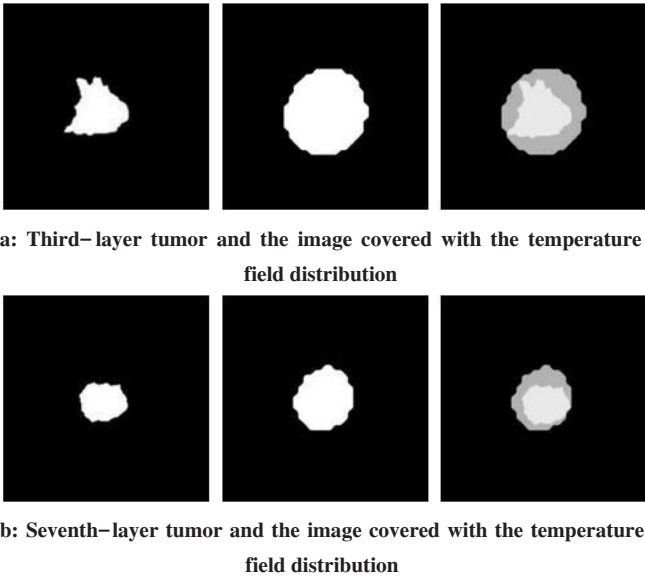 a: Third−layer tumor and the image covered with the temperature
field distribution
b: Seventh−layer tumor and the image covered with the temperature
field distribution